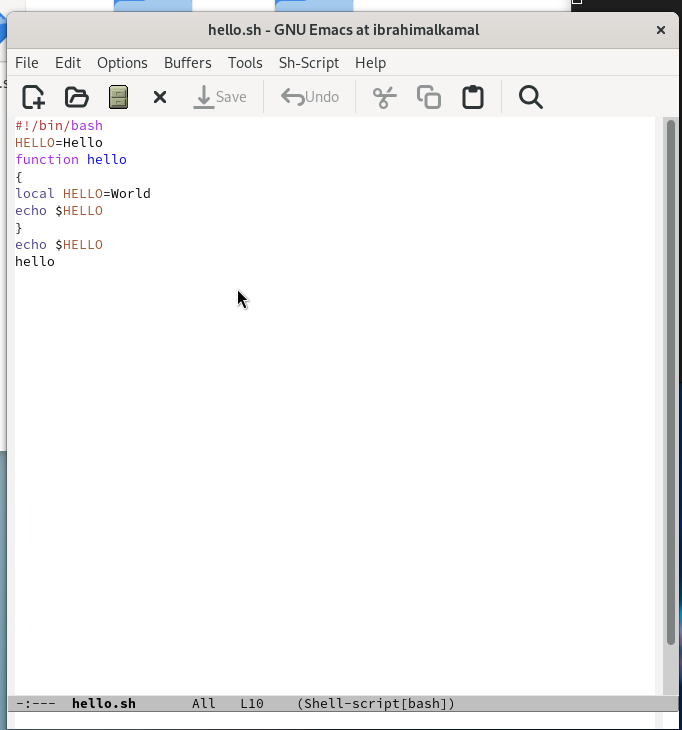 hello.sh - GNU Emacs at ibrahimalkamal
File Edit Options Buffers Tools Sh-Script Help
Save Undo
#!/bin/bash
HELLO=Hello
function hello
{
local HELLO=World
echo $HELLO
}
echo $HELLO
hello
-:--- hello.sh All L10 (Shell-script[bash])